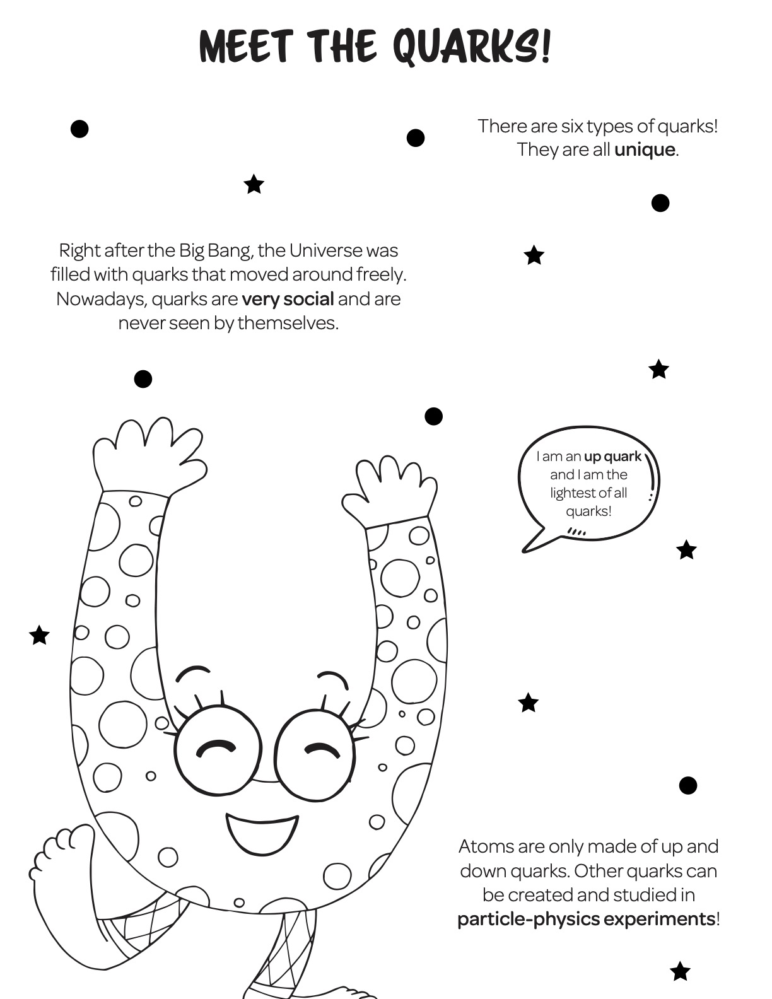 MEET THE QUARKS!
There are six types of quarks!
They are all unique.
Right after the Big Bang, the Universe was
filled with quarks that moved around freely.
Nowadays, quarks are very social and are
never seen by themselves.
I am an up quark
and I am the
lightest of all
quarks!
Atoms are only made of up and
down quarks. Other quarks can
be created and studied in
particle-physics experiments!